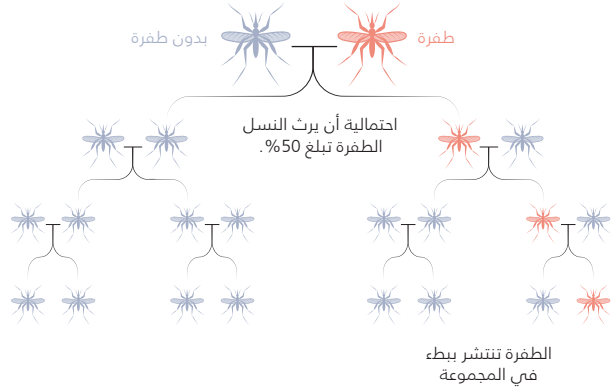 طفرة
بدون طفرة
احتمالية أن يرث النسل
الطفرة تبلغ 50%.
الطفرة تنتشر ببطء
في المجموعة